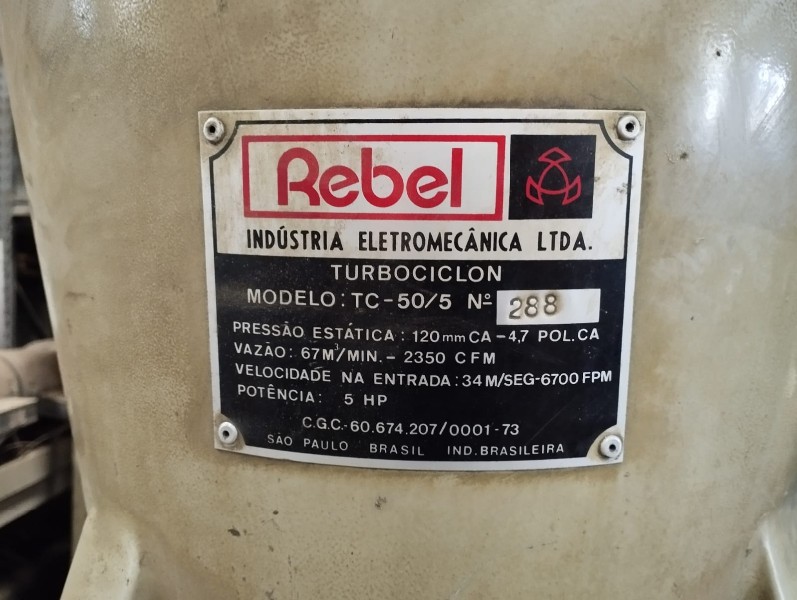 Rebel
INDÚSTRIA ELETROMECÂNICA LTDA.
TURBOCICLON
MODELO: TC-50/5 Nº 288
PRESSÃO ESTÁTICA: 120mm CA - 4,7 POL.CA
VAZÃO: 67M³/MIN. - 2350 CFM
VELOCIDADE NA ENTRADA: 34 M/SEG-6700 FPM
POTÊNCIA: 5 HP
C.G.C.-60.674.207/0001-73
SÃO PAULO BRASIL IND.BRASILEIRA